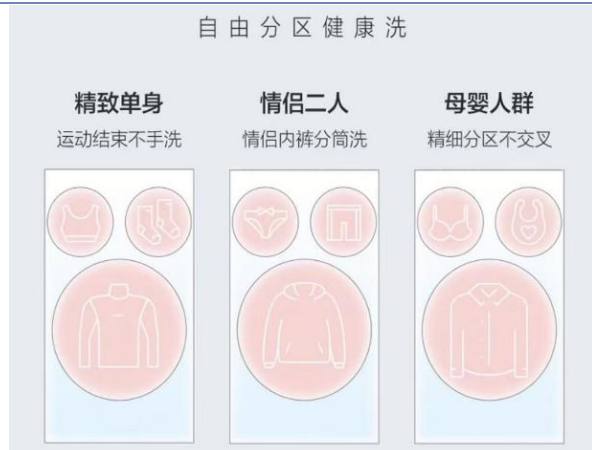 自由分区健康洗
精致单身
运动结束不手洗
情侣二人
情侣内裤分筒洗
母婴人群
精细分区不交叉